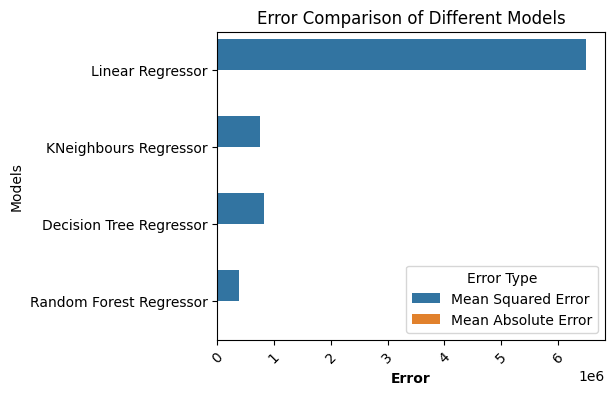 Error Comparison of Different Models
Models
Linear Regressor
KNeighbours Regressor
Decision Tree Regressor
Random Forest Regressor
Error Type
Mean Squared Error
Mean Absolute Error
0 1 2 3 4 5 6
1e6
Error